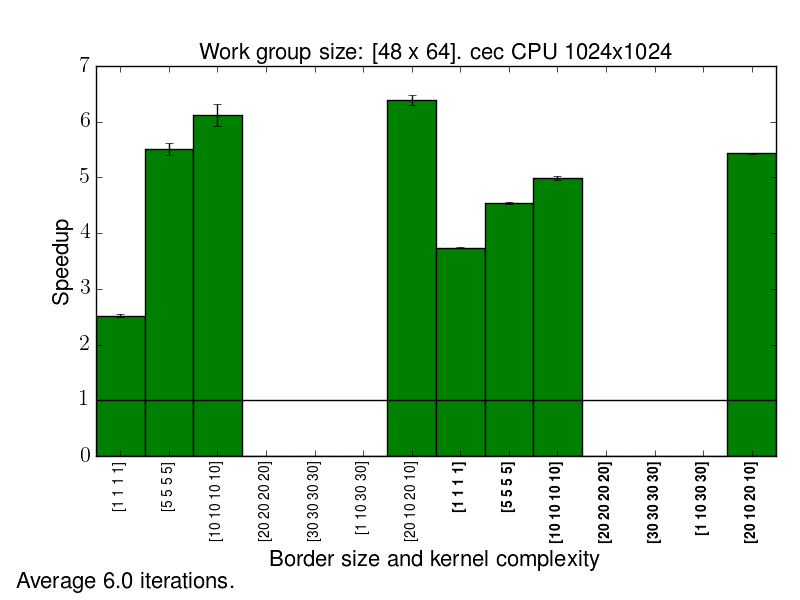 Work group size: [48 x 64]. cec CPU 1024x1024
7
6
5
4
3
2
1
0
Speedup
[1 1 1 1]
[5 5 5 5]
[10 10 10 10]
[20 20 20 20]
[30 30 30 30]
[1 10 30 30]
[20 10 20 10]
[1 1 1 1]
[5 5 5 5]
[10 10 10 10]
[20 20 20 20]
[30 30 30 30]
[1 10 30 30]
[20 10 20 10]
Border size and kernel complexity
Average 6.0 iterations.